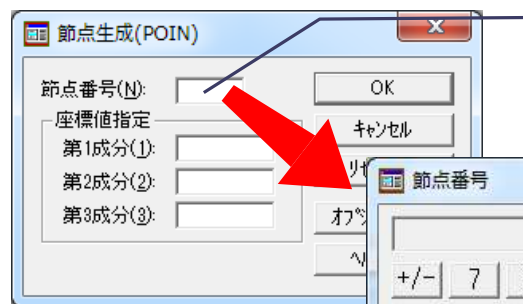 節点生成(POIN)
節点番号(N):
OK
座標値指定
キャンセル
第1成分(1):
第2成分(2):
節点番号
第3成分(3):
+/- 7